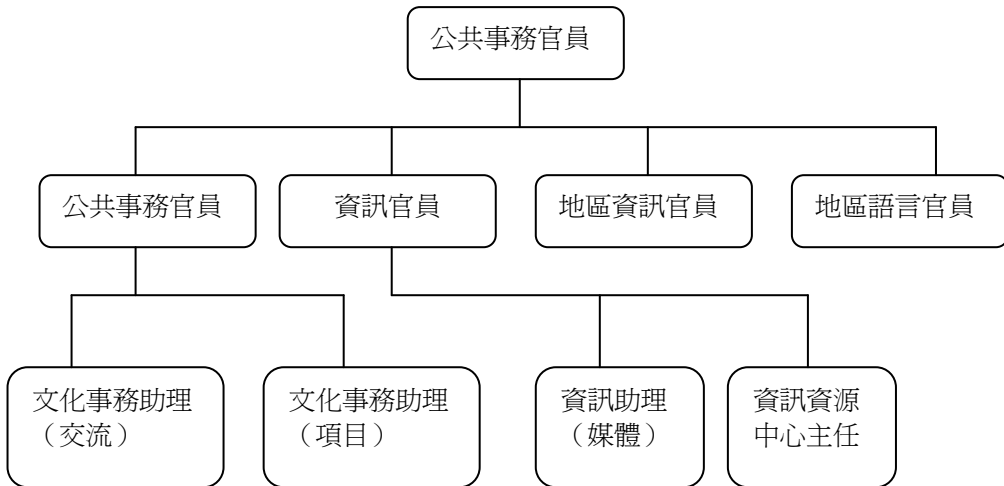 公共事務官員
公共事務官員
資訊官員
地區資訊官員
地區語言官員
文化事務助理
（交流）
文化事務助理
（項目）
資訊助理
（媒體）
資訊資源
中心主任